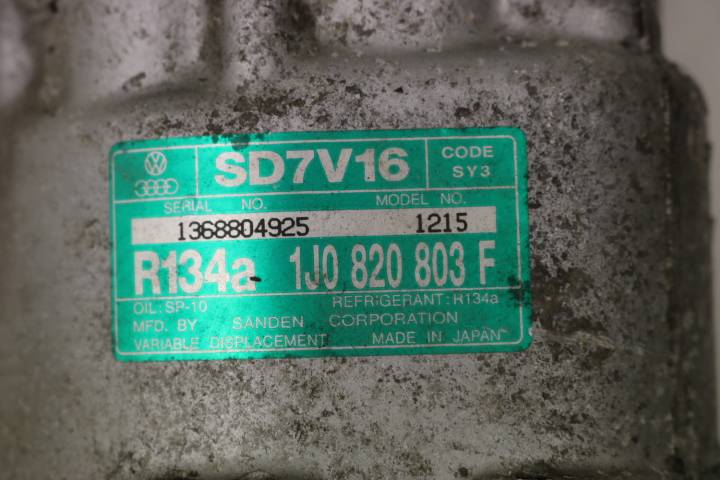 SD7V16 CODE
SY3
SERIAL NO. MODEL NO.
1368804925 1215
R134a 1J0 820 803 F
OIL: SP-10 REFRIGERANT: R134a
MFD. BY SANDEN CORPORATION
VARIABLE DISPLACEMENT MADE IN JAPAN